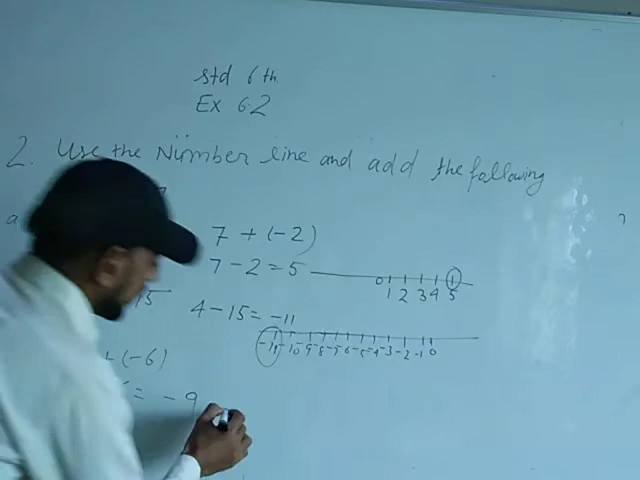 std 6th
Ex 6.2
2. Use the Number line and add the following
a
7 + (-2)
7 - 2 = 5
0 1 2 3 4 5
15
4 - 15 = -11
-11 -10 -9 -8 -7 -6 -5 -4 -3 -2 -1 0
+ (-6)
= -9